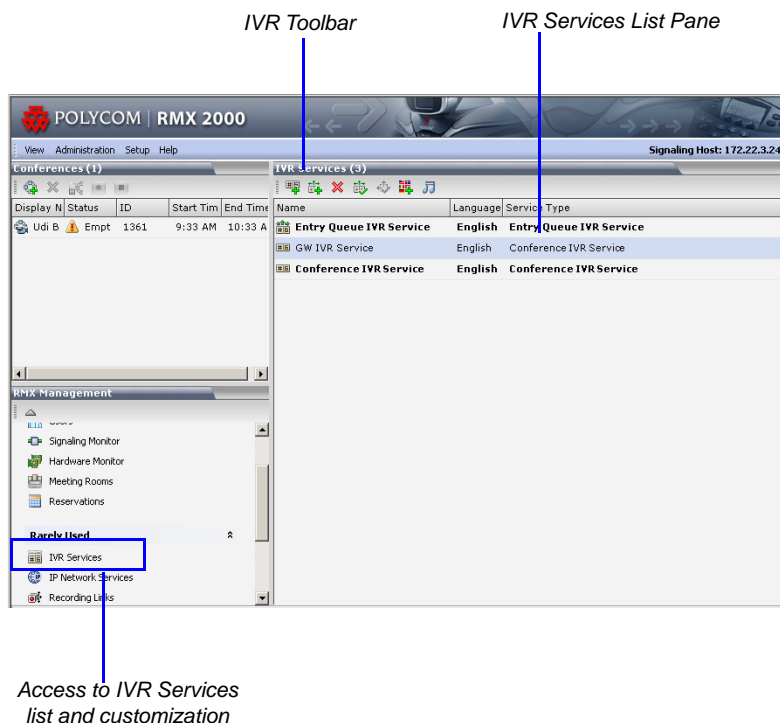 IVR Toolbar
IVR Services List Pane
POLYCOM | RMX 2000
View Administration Setup Help
Signaling Host: 172.22.3.24
Conferences (1)
IVR Services (3)
Display N Status ID Start Tim End Time
Name Language Service Type
Udi B Empt 1361 9:33 AM 10:33 A
Entry Queue IVR Service English Entry Queue IVR Service
GW IVR Service English Conference IVR Service
Conference IVR Service English Conference IVR Service
RMX Management
Signaling Monitor
Hardware Monitor
Meeting Rooms
Reservations
Rarely Used
IVR Services
IP Network Services
Recording Links
Access to IVR Services
list and customization